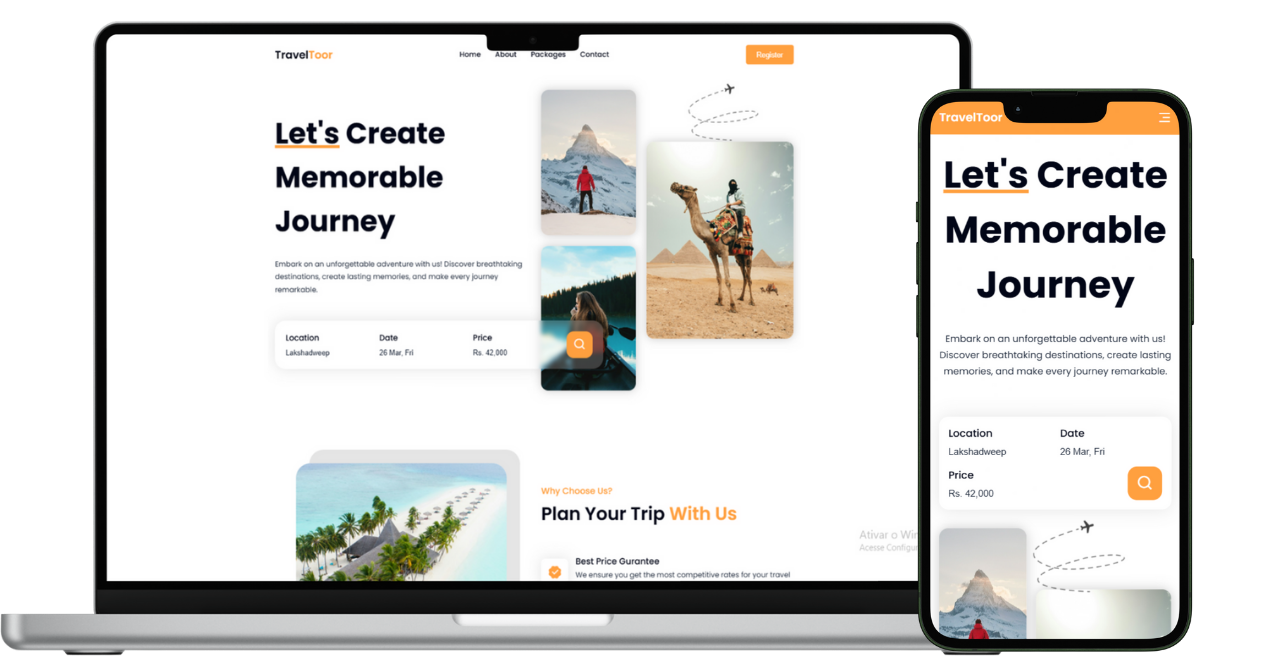 TravelToor
Home About Packages Contact
Register
Let's Create
Memorable
Journey
Embark on an unforgettable adventure with us! Discover breathtaking
destinations, create lasting memories, and make every journey
remarkable.
Location Date Price
Lakshadweep 26 Mar, Fri Rs. 42,000
Why Choose Us?
Plan Your Trip With Us
Best Price Gurantee
We ensure you get the most competitive rates for your travel
Ativar o Win
Acesse Configu
TravelToor
Let's Create
Memorable
Journey
Embark on an unforgettable adventure with us!
Discover breathtaking destinations, create lasting
memories, and make every journey remarkable.
Location Date
Lakshadweep 26 Mar, Fri
Price
Rs. 42,000